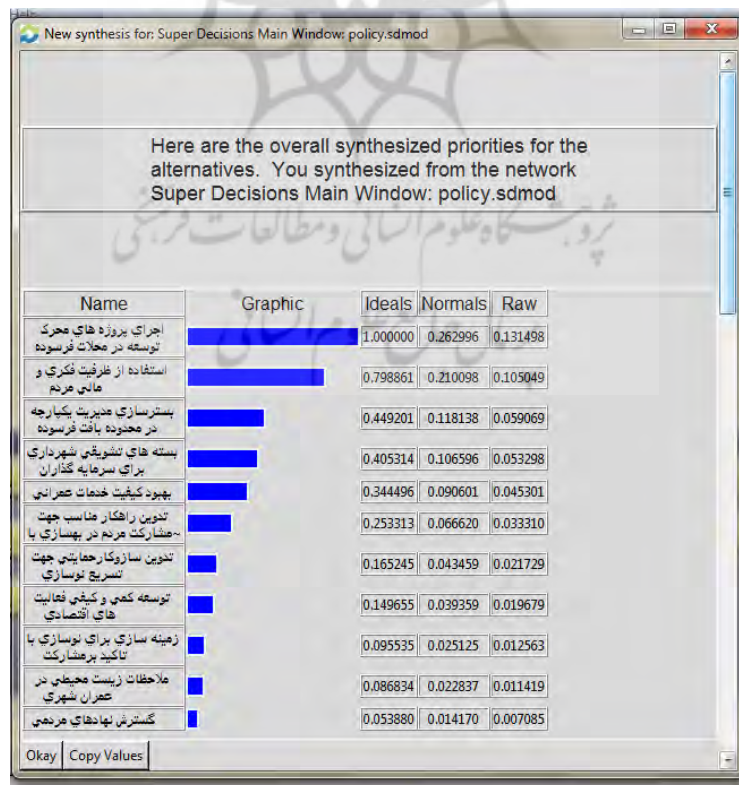 New synthesis for: Super Decisions Main Window: policy.sdmod
Here are the overall synthesized priorities for the
alternatives. You synthesized from the network
Super Decisions Main Window: policy.sdmod
پژوهشگاه علوم انسانی و مطالعات فرهنگی
رتال جامع علوم انسانی
Name Graphic Ideals Normals Raw
اجراي پروژه هاي محرك
توسعه در محلات فرسوده
1.000000 0.262996 0.131498
استفاده از ظرفيت فكري و
مالي مردم
0.798861 0.210098 0.105049
بسترسازي مديريت يكپارچه
در محدوده بافت فرسوده
0.449201 0.118138 0.059069
بسته هاي تشويقي شهرداري
براي سرمايه گذاران
0.405314 0.106596 0.053298
بهبود كيفيت خدمات عمراني
0.344496 0.090601 0.045301
تدوين راهكار مناسب جهت
مشاركت مردم در بهسازي با~
0.253313 0.066620 0.033310
تدوين سازوكارحمايتي جهت
تسريع نوسازي
0.165245 0.043459 0.021729
توسعه كمي و كيفي فعاليت
هاي اقتصادي
0.149655 0.039359 0.019679
زمينه سازي براي نوسازي با
تاكيد برمشاركت
0.095535 0.025125 0.012563
ملاحظات زيست محيطي در
عمران شهري
0.086834 0.022837 0.011419
گسترش نهادهاي مردمي
0.053880 0.014170 0.007085
Okay Copy Values